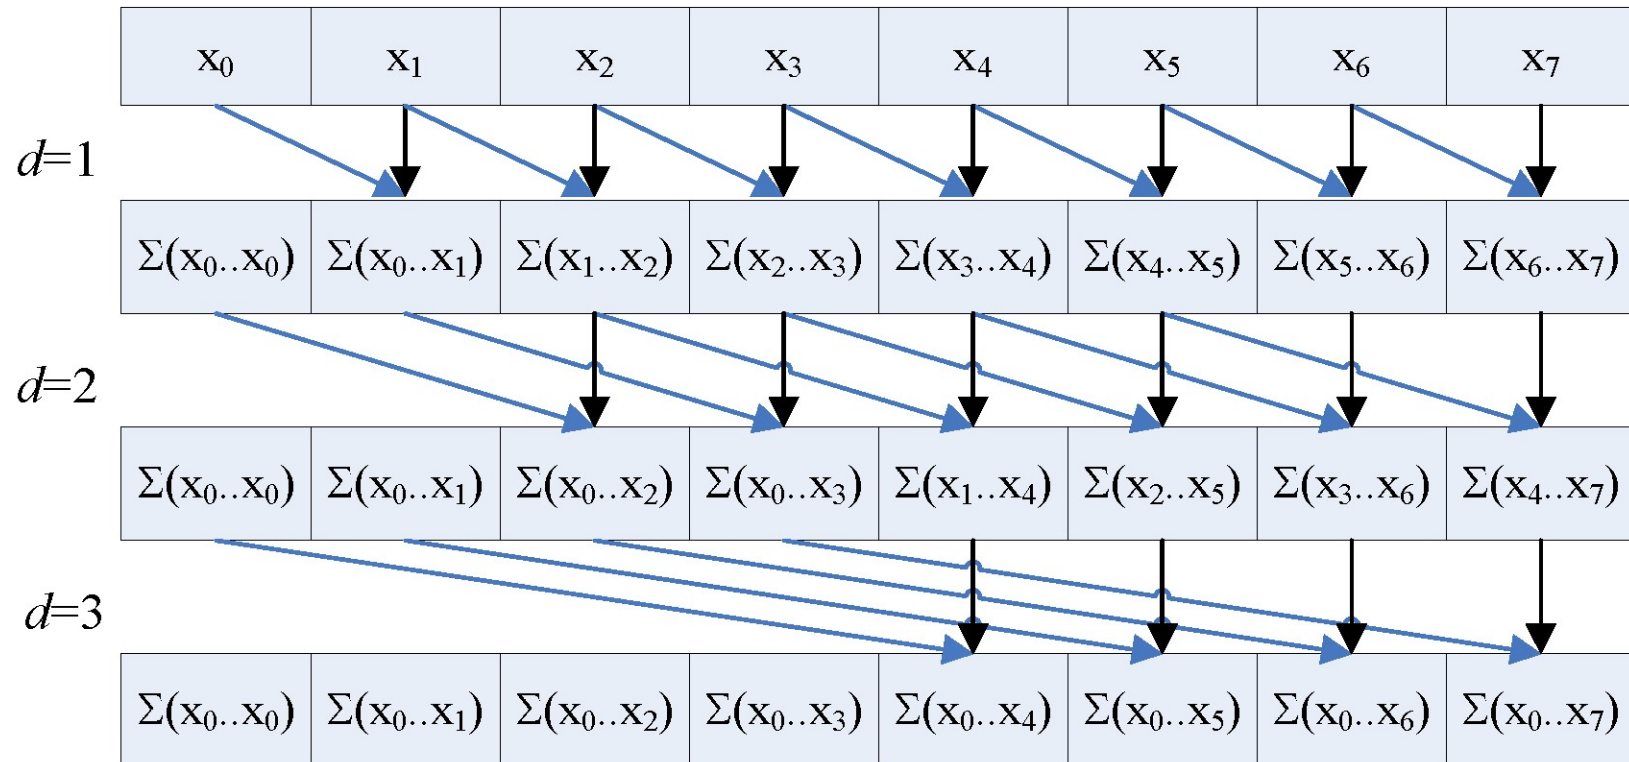 x₀ x₁ x₂ x₃ x₄ x₅ x₆ x₇
d=1
Σ(x₀..x₀) Σ(x₀..x₁) Σ(x₁..x₂) Σ(x₂..x₃) Σ(x₃..x₄) Σ(x₄..x₅) Σ(x₅..x₆) Σ(x₆..x₇)
d=2
Σ(x₀..x₀) Σ(x₀..x₁) Σ(x₀..x₂) Σ(x₀..x₃) Σ(x₁..x₄) Σ(x₂..x₅) Σ(x₃..x₆) Σ(x₄..x₇)
d=3
Σ(x₀..x₀) Σ(x₀..x₁) Σ(x₀..x₂) Σ(x₀..x₃) Σ(x₀..x₄) Σ(x₀..x₅) Σ(x₀..x₆) Σ(x₀..x₇)